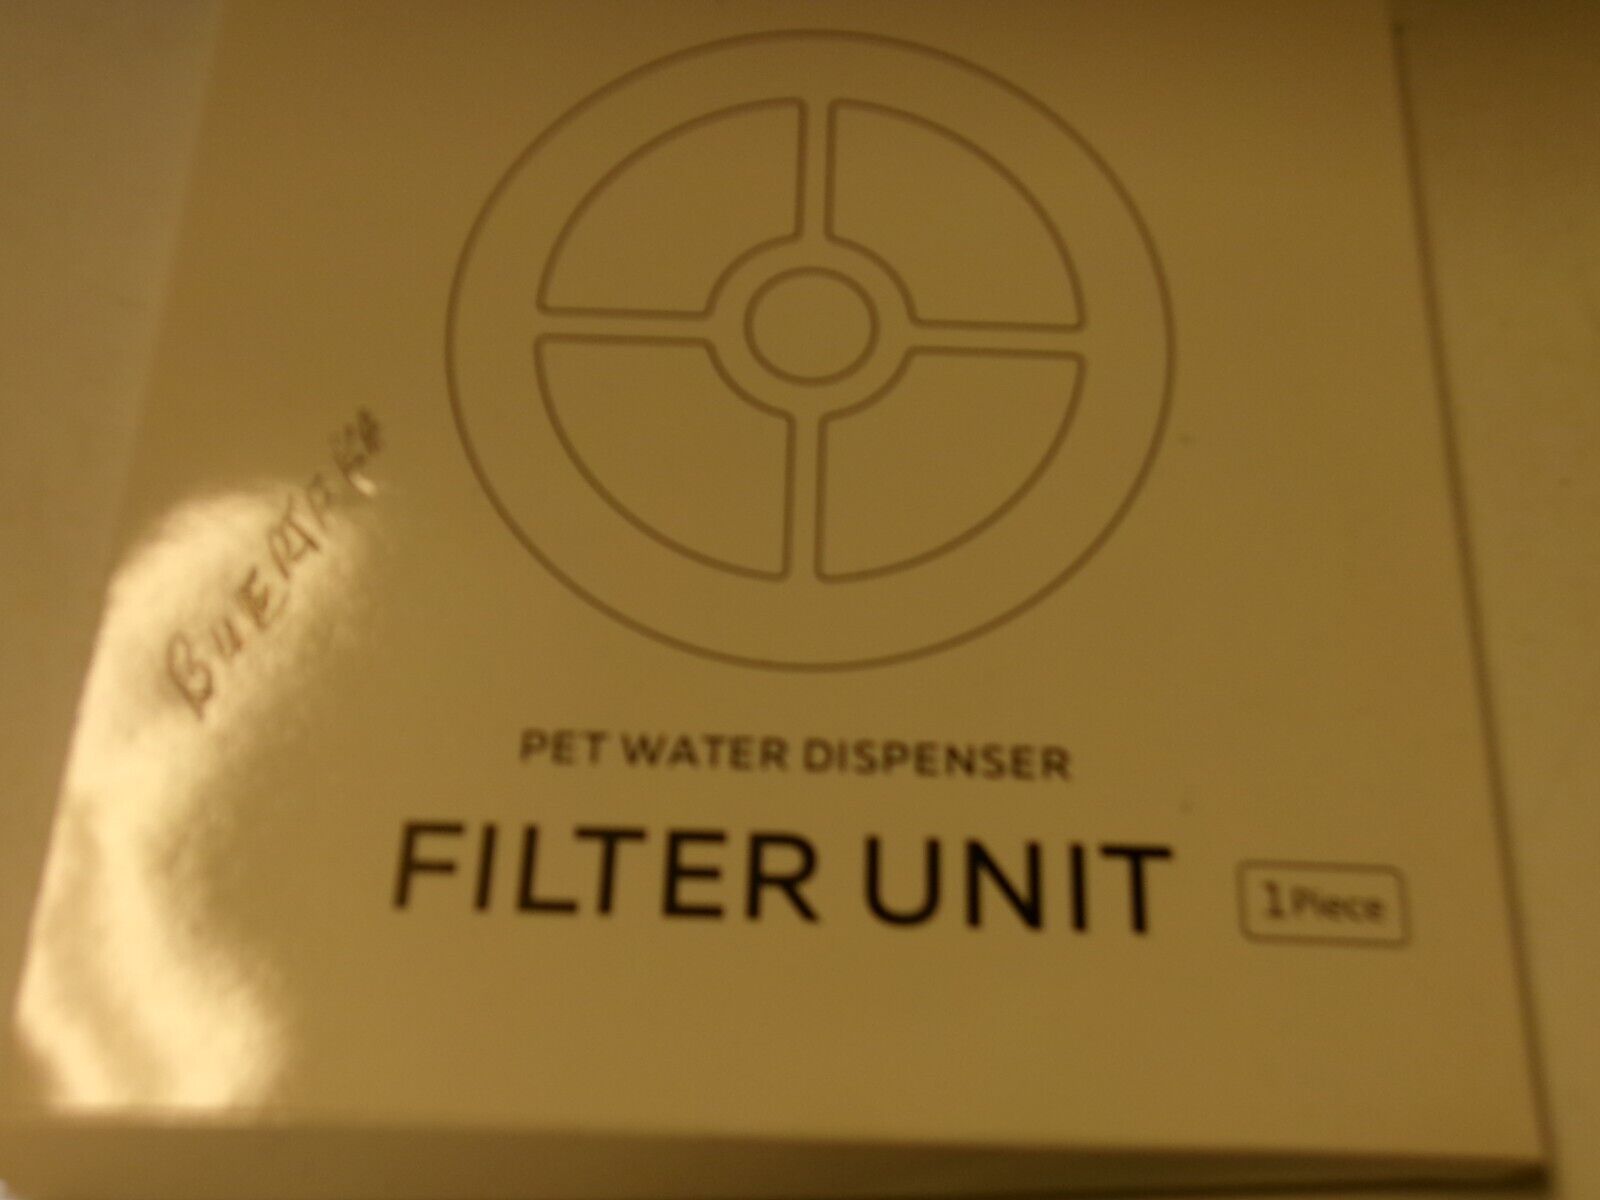 PET WATER DISPENSER
FILTER UNIT
1 Piece